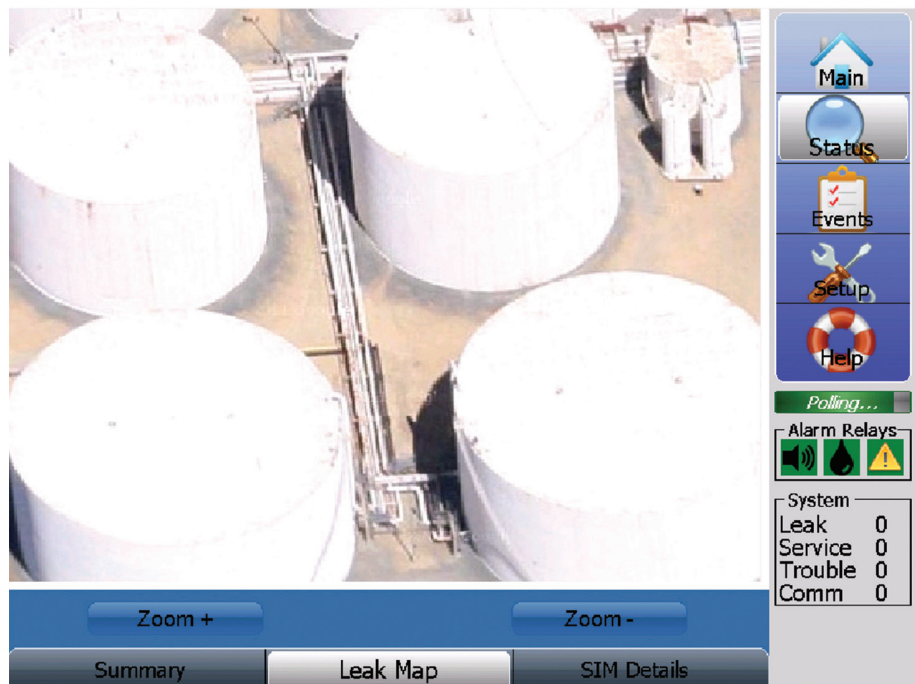 Main
Status
Events
Setup
Help
Polling...
Alarm Relays
System
Leak 0
Service 0
Trouble 0
Comm 0
Zoom + Zoom -
Summary Leak Map SIM Details